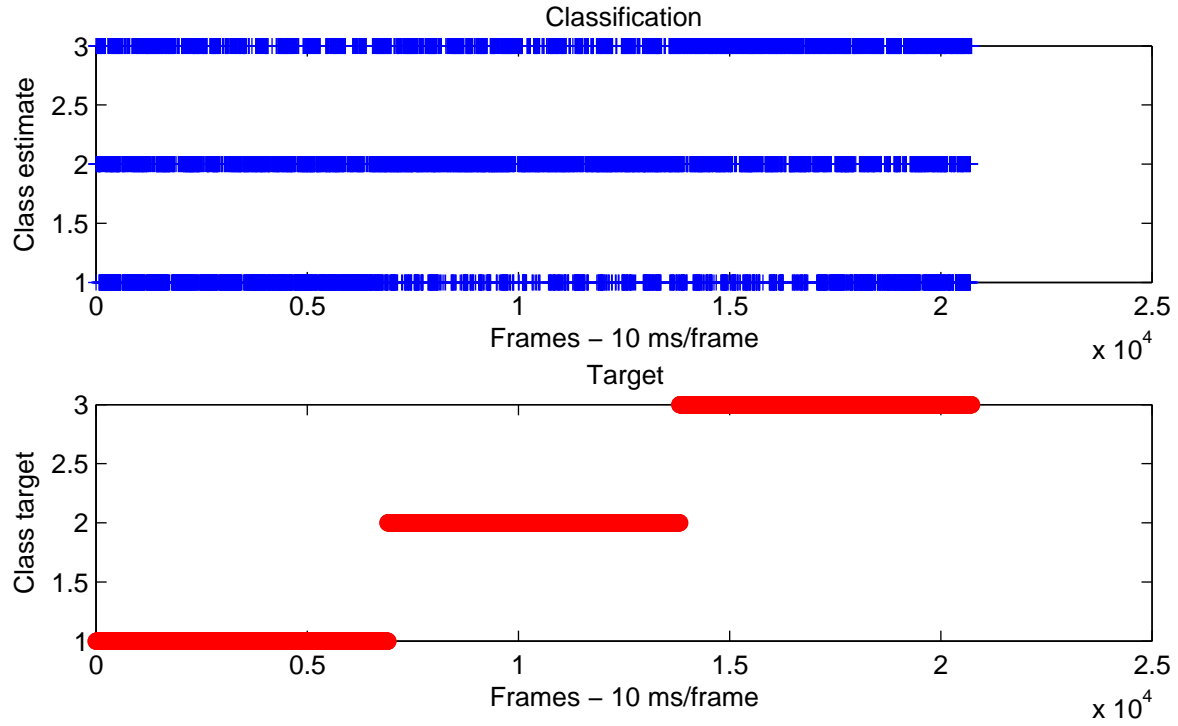 Classification
3
2.5
2
1.5
1
Class estimate
0 0.5 1 1.5 2 2.5
Frames − 10 ms/frame
x 10^4
Target
3
2.5
2
1.5
1
Class target
0 0.5 1 1.5 2 2.5
Frames − 10 ms/frame
x 10^4